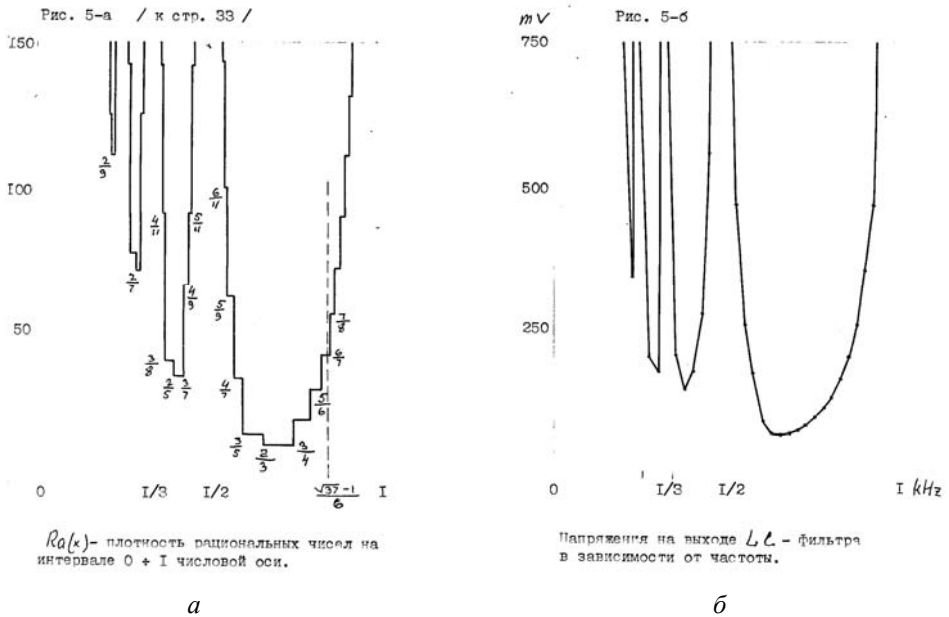 Рис. 5-а / к стр. 33 /
I50
I00
50
2/9
2/7
4/11
5/11
4/9
3/8
2/5
3/7
6/11
5/9
4/7
3/5
2/3
3/4
5/6
6/7
7/8
0
I/3
I/2
√37 -1
6
I
Ra(x)- плотность рациональных чисел на
интервале 0 ÷ I числовой оси.
а
mV
Рис. 5-б
750
500
250
0
I/3
I/2
I kHz
Напряжения на выходе LC - фильтра
в зависимости от частоты.
б